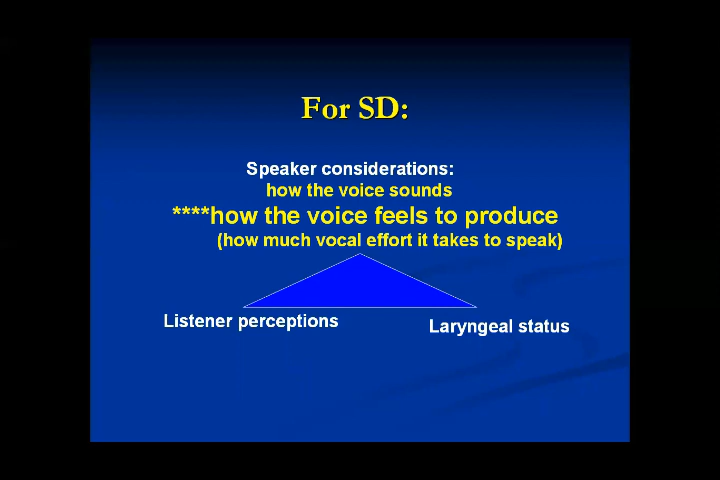 For SD:
Speaker considerations:
how the voice sounds
****how the voice feels to produce
(how much vocal effort it takes to speak)
Listener perceptions
Laryngeal status